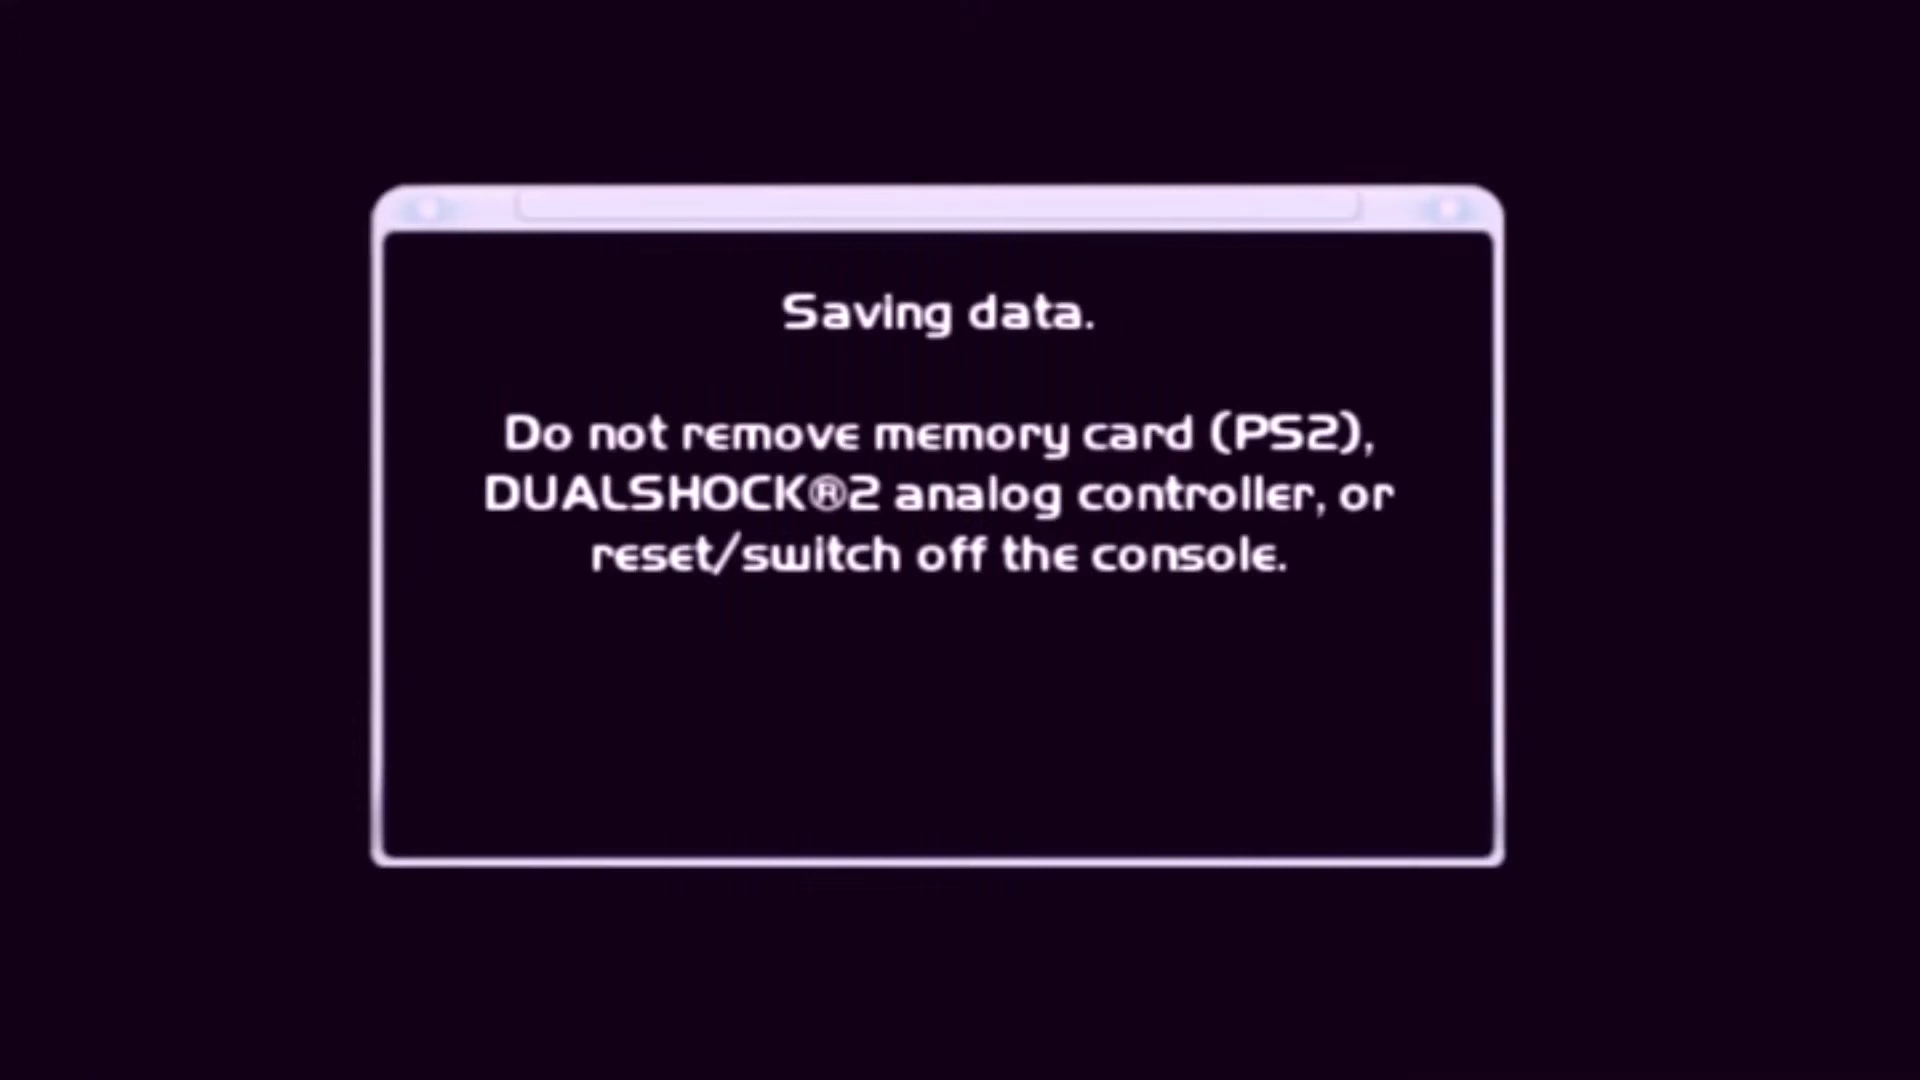 Saving data.
Do not remove memory card (PS2),
DUALSHOCK®2 analog controller, or
reset/switch off the console.